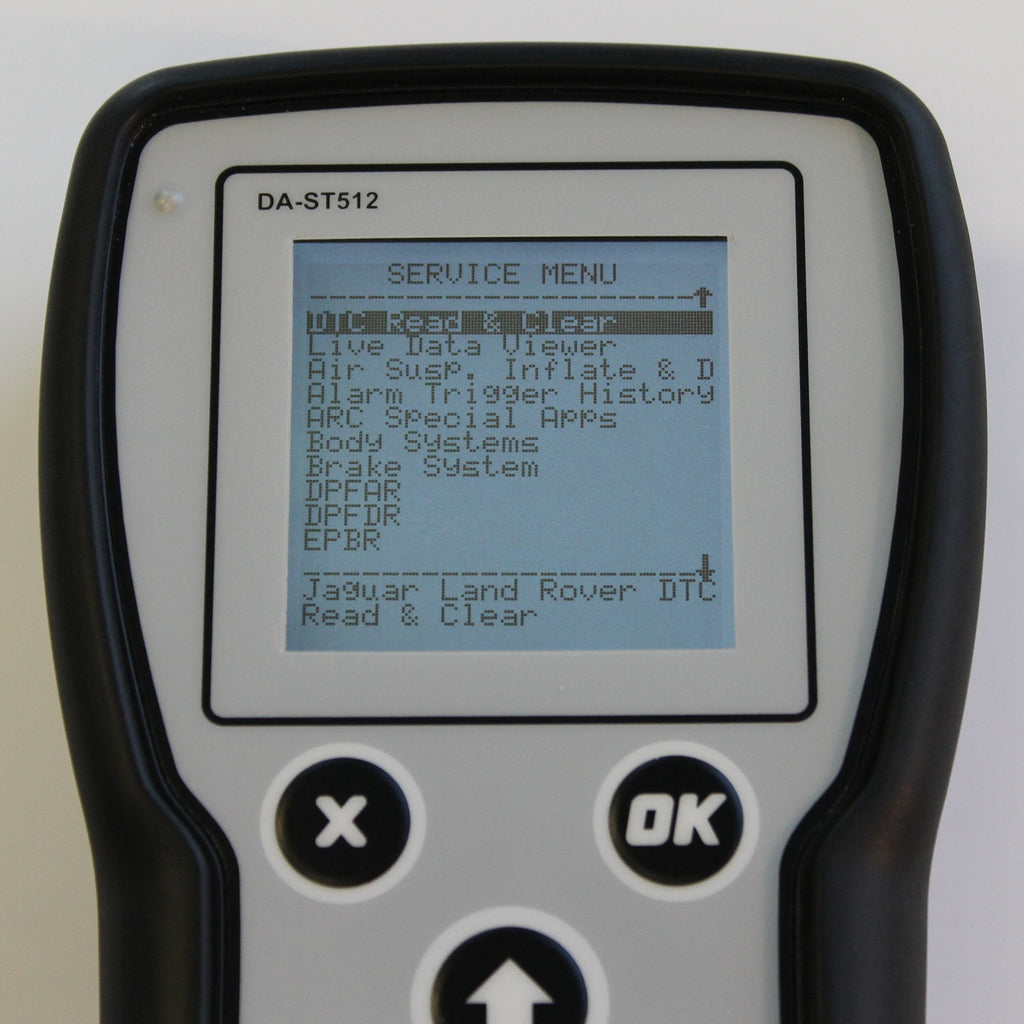 DA-ST512
SERVICE MENU
DTC Read & Clear
Live Data Viewer
Air Susp. Inflate & D
Alarm Trigger History
ARC Special Apps
Body Systems
Brake System
DPFAR
DPFDR
EPBR
Jaguar Land Rover DTC
Read & Clear
X
OK